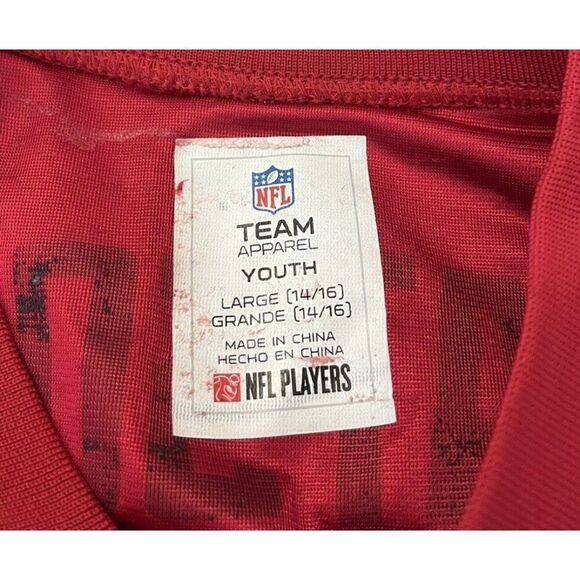 NFL
TEAM
APPAREL
YOUTH
LARGE (14/16)
GRANDE (14/16)
MADE IN CHINA
HECHO EN CHINA
NFL PLAYERS